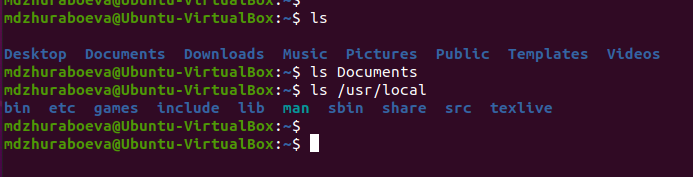 mdzhuraboeva@Ubuntu-VirtualBox:~$
mdzhuraboeva@Ubuntu-VirtualBox:~$ ls
Desktop Documents Downloads Music Pictures Public Templates Videos
mdzhuraboeva@Ubuntu-VirtualBox:~$ ls Documents
mdzhuraboeva@Ubuntu-VirtualBox:~$ ls /usr/local
bin etc games include lib man sbin share src texlive
mdzhuraboeva@Ubuntu-VirtualBox:~$
mdzhuraboeva@Ubuntu-VirtualBox:~$